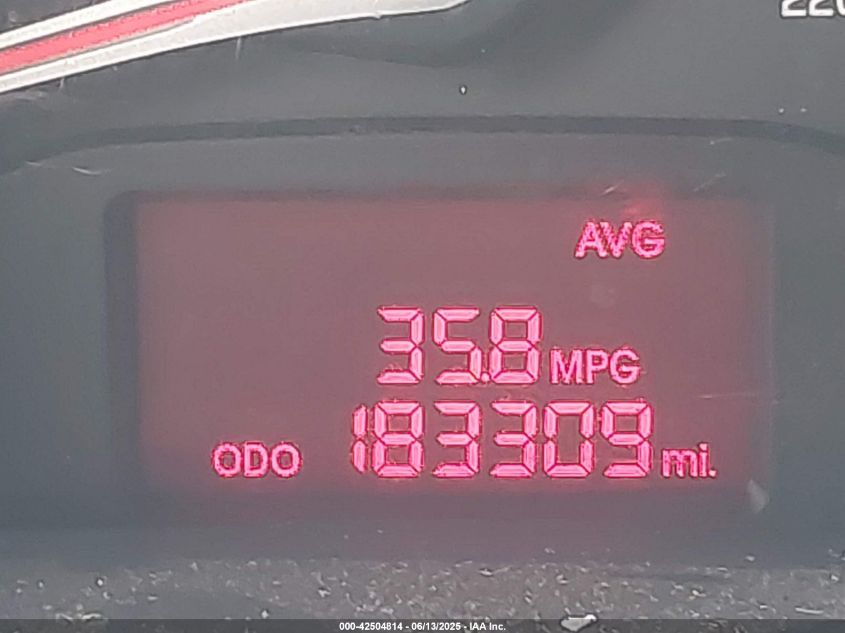 220
AVG
35.8 MPG
ODO 183309 mi.
000-42504814 - 06/13/2025 - IAA Inc.